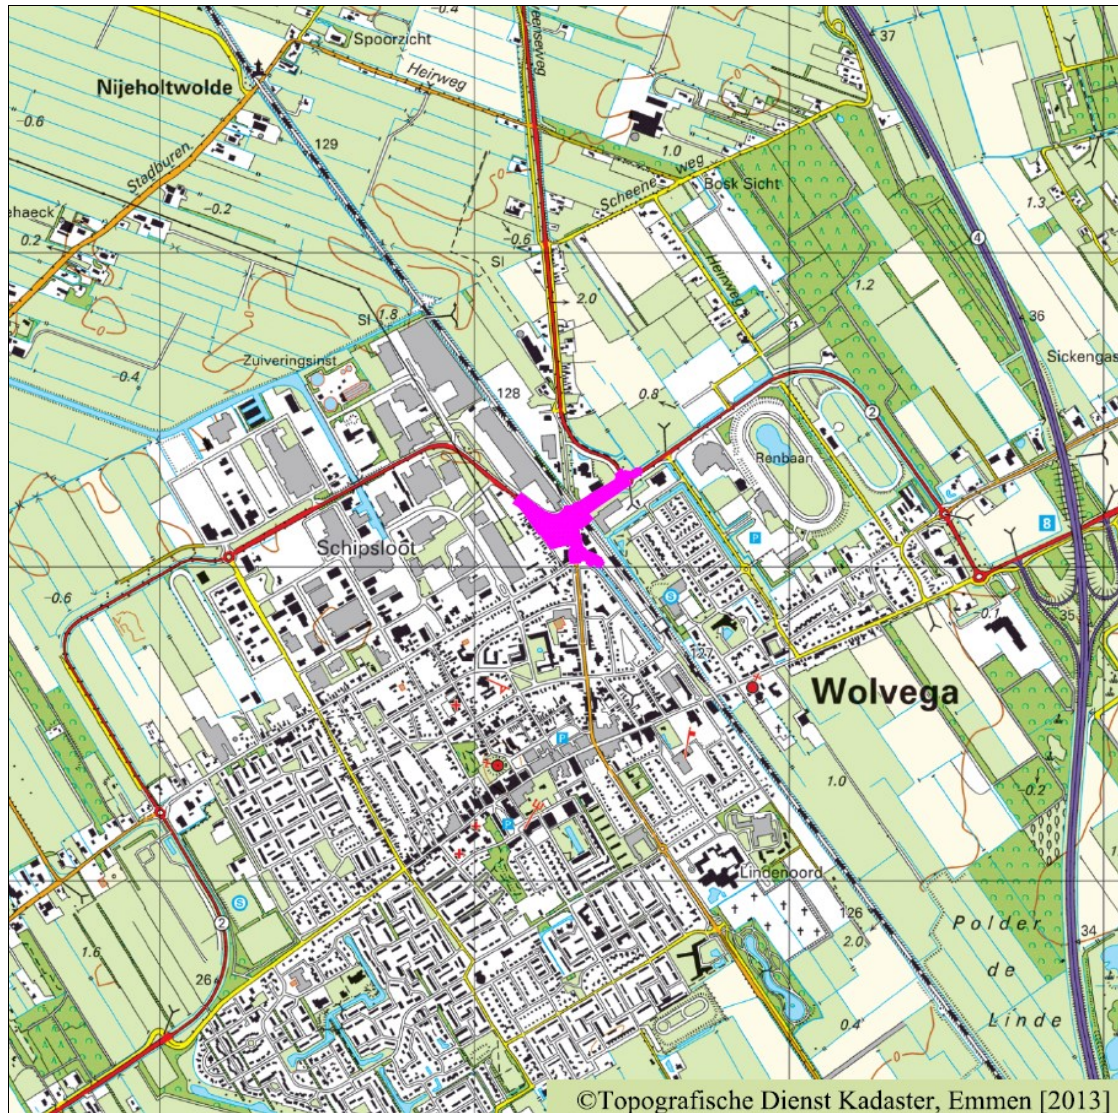 -0.4
Spoorzicht
37
Heirweg
Nijeholtwolde
-0.6
129
1.0
Stadburen.
Scheene weg
Bosk Sicht
1.3
-0.2
ehaeck
0.2
-0.6
4
SI
Heirweg
1.2
2.0
1.8
SI
36
Zuiveringsinst
Sickengas
-0.4
128
0.8
2
Renbaan
8
P
Schipsloot
-0.6
S
-0.1
35
127
Wolvega
P
1.0
-0.2
P
Lindenoord
S
126
Polder
2
2.0
34
1.6
de
26
0.4
Linde
©Topografische Dienst Kadaster, Emmen [2013]